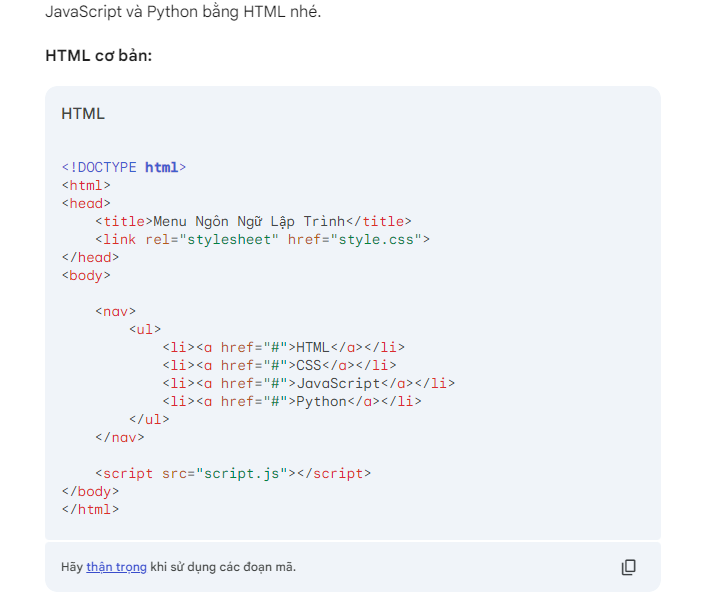 JavaScript và Python bằng HTML nhé.
HTML cơ bản:
HTML
<!DOCTYPE html>
<html>
<head>
    <title>Menu Ngôn Ngữ Lập Trình</title>
    <link rel="stylesheet" href="style.css">
</head>
<body>
    <nav>
        <ul>
            <li><a href="#">HTML</a></li>
            <li><a href="#">CSS</a></li>
            <li><a href="#">JavaScript</a></li>
            <li><a href="#">Python</a></li>
        </ul>
    </nav>
    <script src="script.js"></script>
</body>
</html>
Hãy thận trọng khi sử dụng các đoạn mã.